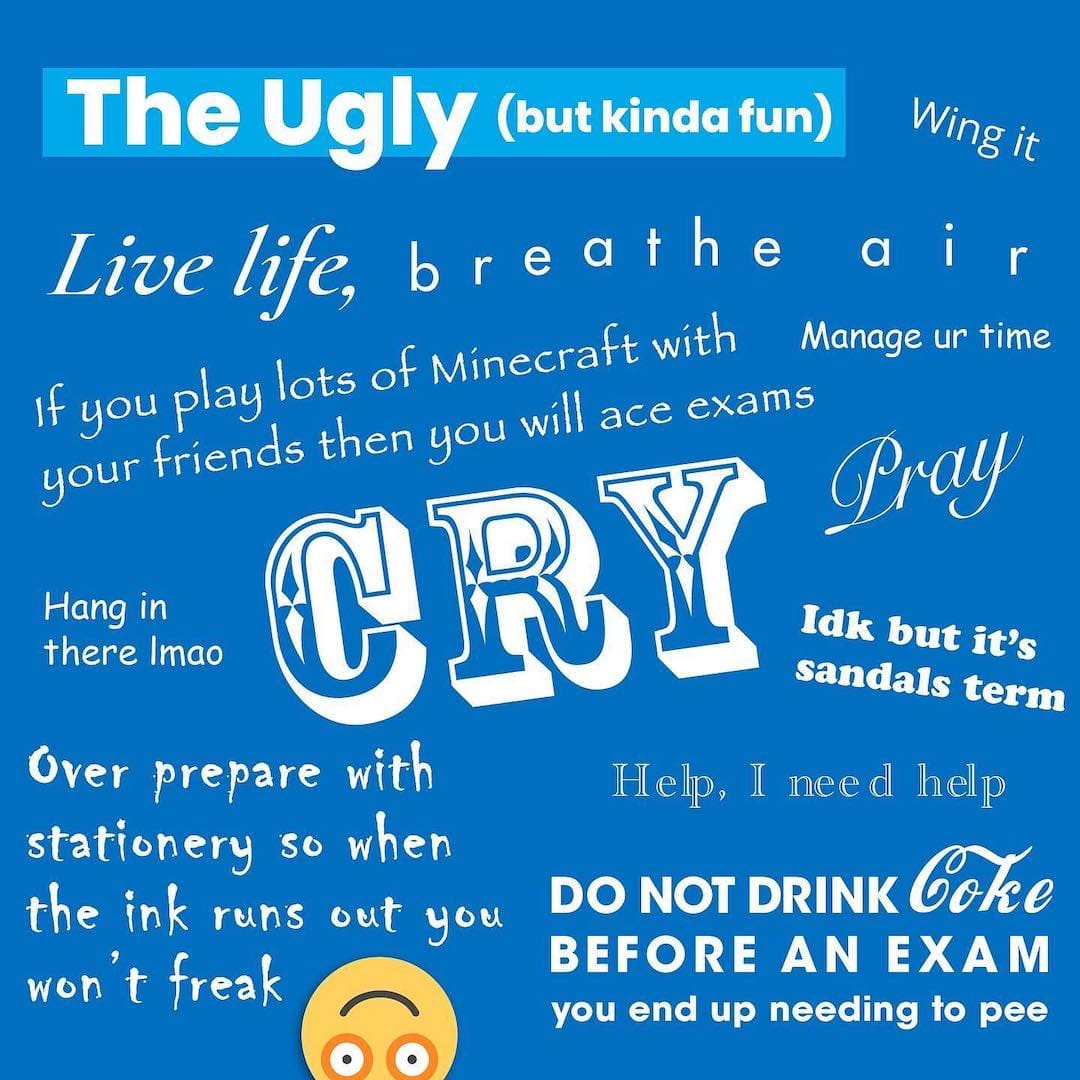 The Ugly (but kinda fun)
Wing it
Live life, breathe air
Manage ur time
If you play lots of Minecraft with
your friends then you will ace exams
Pray
CRY
Hang in
there lmao
Idk but it's
sandals term
Over prepare with
stationery so when
the ink runs out you
won't freak
Help, I need help
DO NOT DRINK Coke
BEFORE AN EXAM
you end up needing to pee